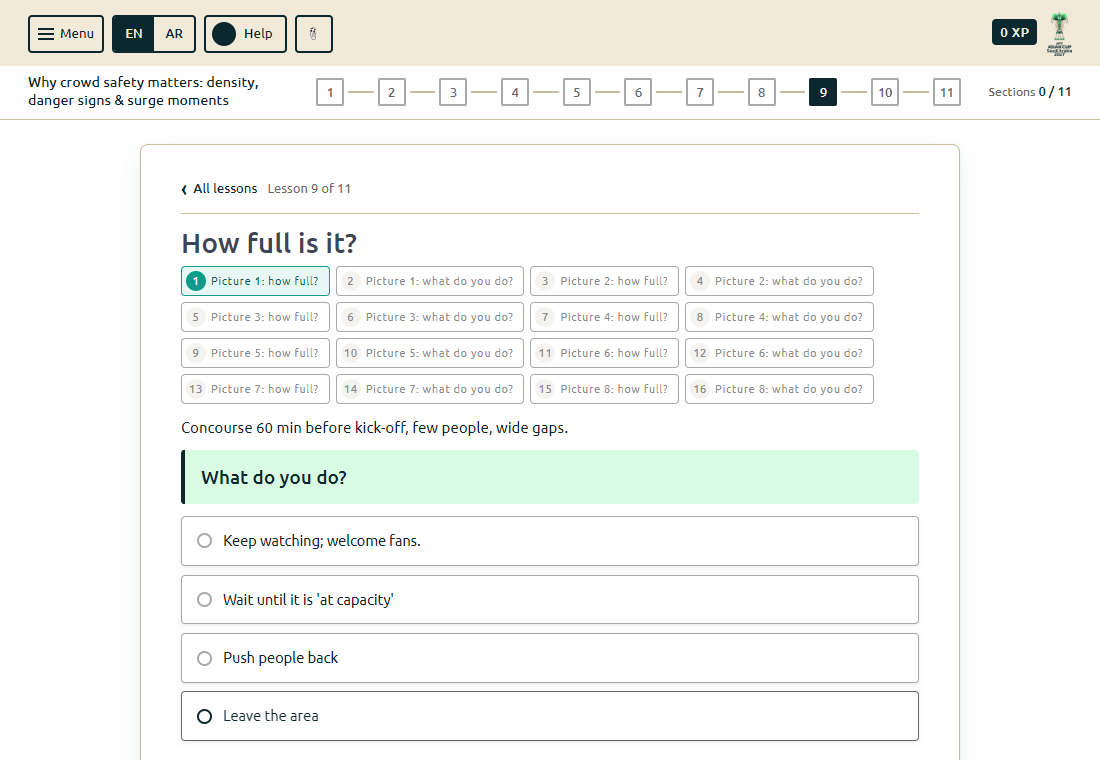 Menu
EN
AR
Help
0 XP
Why crowd safety matters: density,
danger signs & surge moments
1
2
3
4
5
6
7
8
9
10
11
Sections 0 / 11
All lessons
Lesson 9 of 11
How full is it?
1 Picture 1: how full?
2 Picture 1: what do you do?
3 Picture 2: how full?
4 Picture 2: what do you do?
5 Picture 3: how full?
6 Picture 3: what do you do?
7 Picture 4: how full?
8 Picture 4: what do you do?
9 Picture 5: how full?
10 Picture 5: what do you do?
11 Picture 6: how full?
12 Picture 6: what do you do?
13 Picture 7: how full?
14 Picture 7: what do you do?
15 Picture 8: how full?
16 Picture 8: what do you do?
Concourse 60 min before kick-off, few people, wide gaps.
What do you do?
Keep watching; welcome fans.
Wait until it is 'at capacity'
Push people back
Leave the area